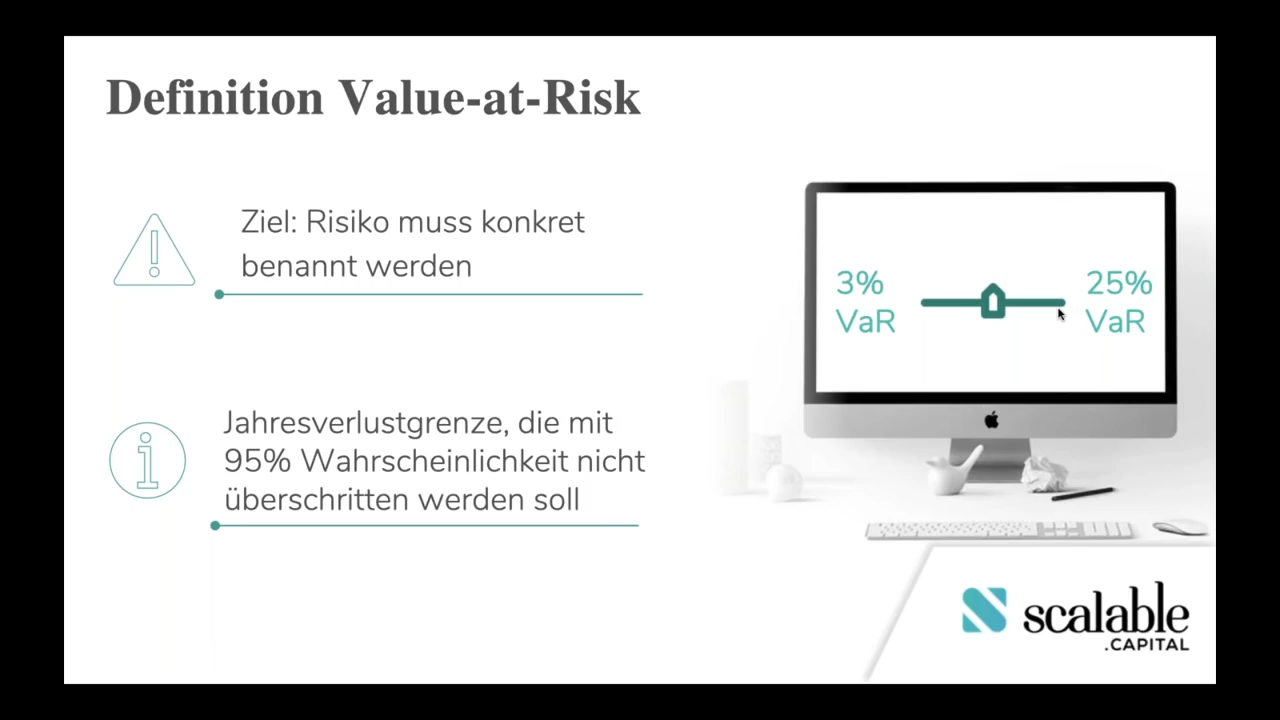 Definition Value-at-Risk
Ziel: Risiko muss konkret
benannt werden
3%
VaR
25%
VaR
Jahresverlustgrenze, die mit
95% Wahrscheinlichkeit nicht
überschritten werden soll
scalable
.CAPITAL